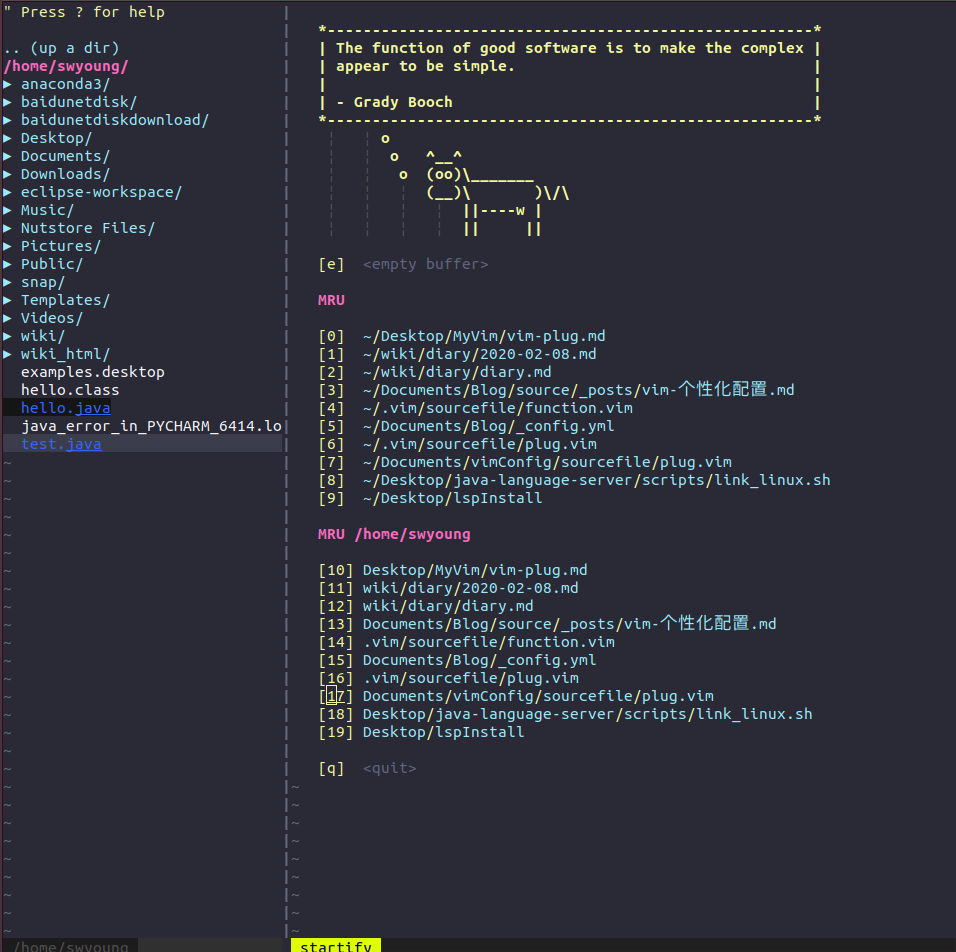 " Press ? for help
.. (up a dir)
/home/swyoung/
▶ anaconda3/
▶ baidunetdisk/
▶ baidunetdiskdownload/
▶ Desktop/
▶ Documents/
▶ Downloads/
▶ eclipse-workspace/
▶ Music/
▶ Nutstore Files/
▶ Pictures/
▶ Public/
▶ snap/
▶ Templates/
▶ Videos/
▶ wiki/
▶ wiki_html/
examples.desktop
hello.class
hello.java
java_error_in_PYCHARM_6414.lo
test.java
/home/swyoung
*------------------------------------------------------*
| The function of good software is to make the complex |
| appear to be simple. |
| |
| - Grady Booch |
*------------------------------------------------------*
o
o ^__^
o (oo)\_______
(__)\ )\/\
||----w |
|| ||
[e] <empty buffer>
MRU
[0] ~/Desktop/MyVim/vim-plug.md
[1] ~/wiki/diary/2020-02-08.md
[2] ~/wiki/diary/diary.md
[3] ~/Documents/Blog/source/_posts/vim-个性化配置.md
[4] ~/.vim/sourcefile/function.vim
[5] ~/Documents/Blog/_config.yml
[6] ~/.vim/sourcefile/plug.vim
[7] ~/Documents/vimConfig/sourcefile/plug.vim
[8] ~/Desktop/java-language-server/scripts/link_linux.sh
[9] ~/Desktop/lspInstall
MRU /home/swyoung
[10] Desktop/MyVim/vim-plug.md
[11] wiki/diary/2020-02-08.md
[12] wiki/diary/diary.md
[13] Documents/Blog/source/_posts/vim-个性化配置.md
[14] .vim/sourcefile/function.vim
[15] Documents/Blog/_config.yml
[16] .vim/sourcefile/plug.vim
[17] Documents/vimConfig/sourcefile/plug.vim
[18] Desktop/java-language-server/scripts/link_linux.sh
[19] Desktop/lspInstall
[q] <quit>
startify